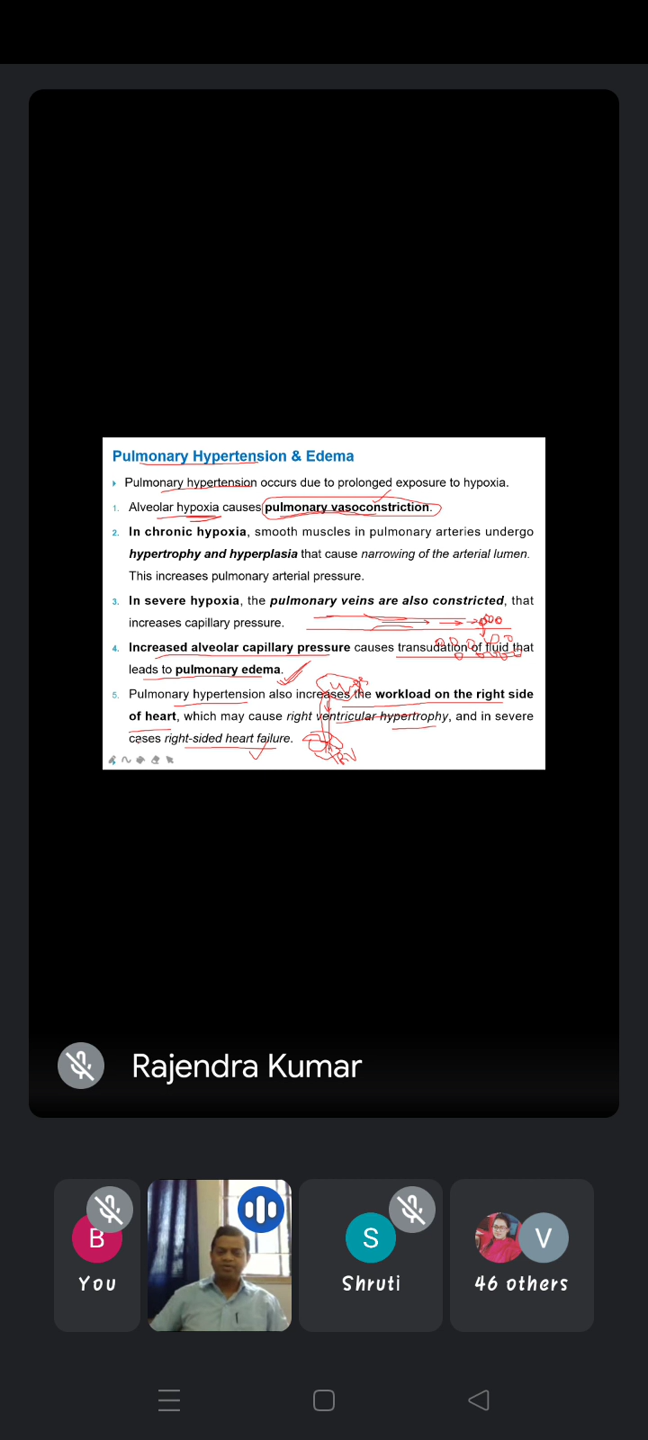 Pulmonary Hypertension & Edema
Pulmonary hypertension occurs due to prolonged exposure to hypoxia.
1. Alveolar hypoxia causes pulmonary vasoconstriction.
2. In chronic hypoxia, smooth muscles in pulmonary arteries undergo
hypertrophy and hyperplasia that cause narrowing of the arterial lumen.
This increases pulmonary arterial pressure.
3. In severe hypoxia, the pulmonary veins are also constricted, that
increases capillary pressure.
4. Increased alveolar capillary pressure causes transudation of fluid that
leads to pulmonary edema.
5. Pulmonary hypertension also increases the workload on the right side
of heart, which may cause right ventricular hypertrophy, and in severe
cases right-sided heart failure.
RV
Rajendra Kumar
B
You
S
Shruti
V
46 others